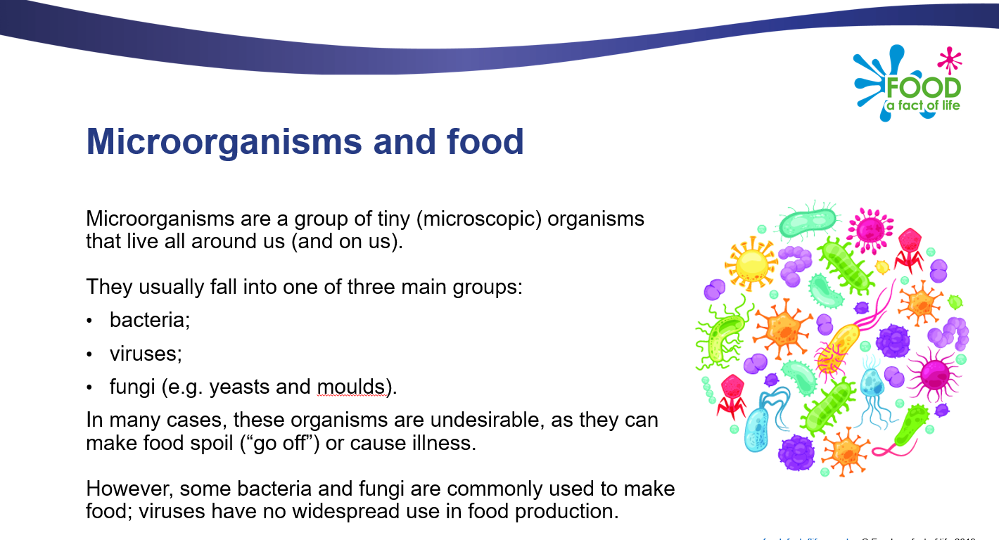 FOOD
a fact of life
Microorganisms and food
Microorganisms are a group of tiny (microscopic) organisms
that live all around us (and on us).
They usually fall into one of three main groups:
• bacteria;
• viruses;
• fungi (e.g. yeasts and moulds).
In many cases, these organisms are undesirable, as they can
make food spoil (“go off”) or cause illness.
However, some bacteria and fungi are commonly used to make
food; viruses have no widespread use in food production.